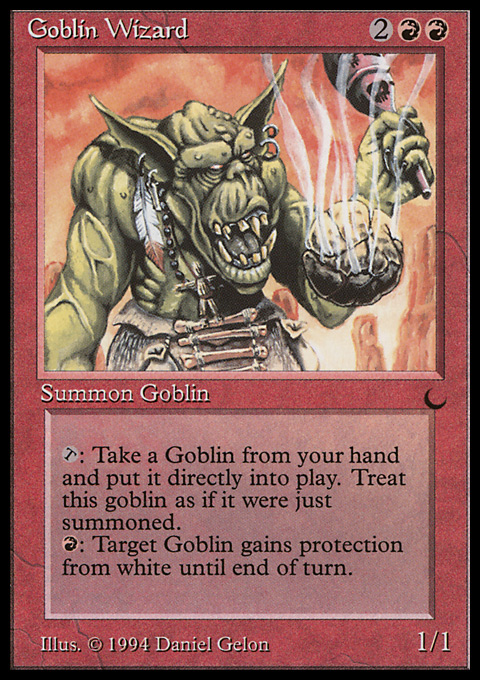 Goblin Wizard 2
Summon Goblin
T: Take a Goblin from your hand
and put it directly into play. Treat
this goblin as if it were just
summoned.
: Target Goblin gains protection
from white until end of turn.
Illus. © 1994 Daniel Gelon 1/1